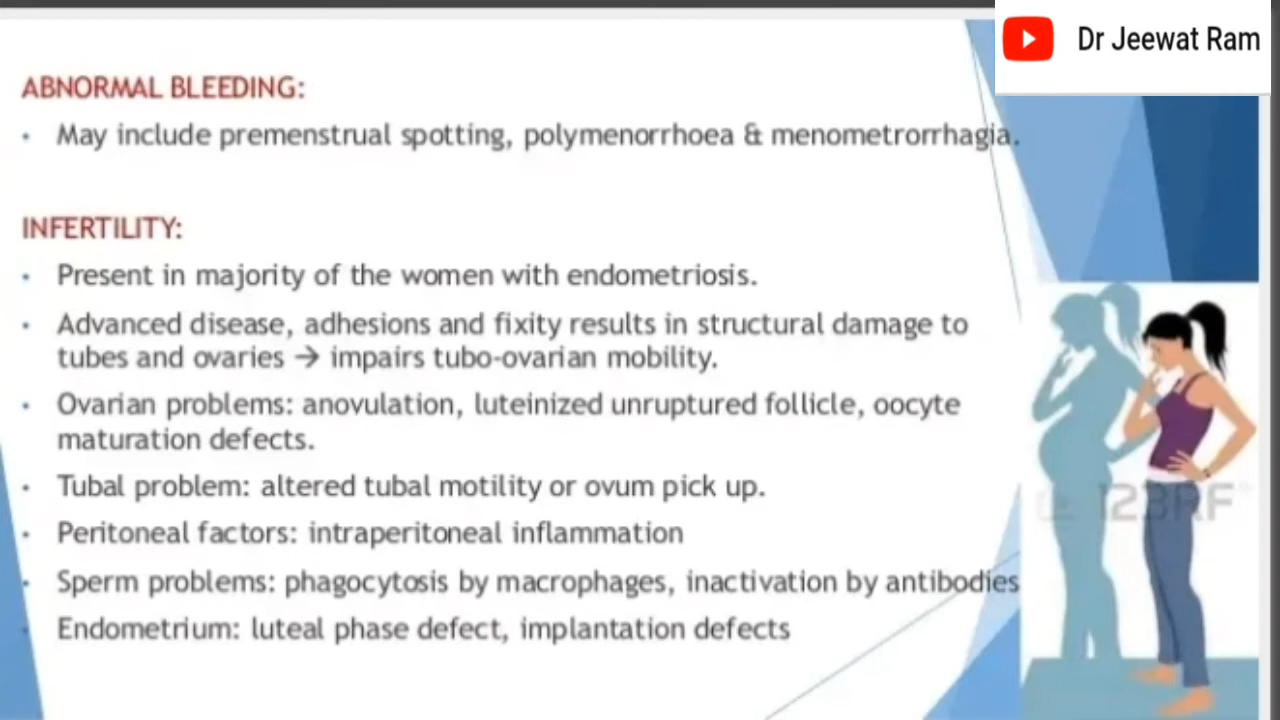 Dr Jeewat Ram
ABNORMAL BLEEDING:
• May include premenstrual spotting, polymenorrhoea & menometrorrhagia.
INFERTILITY:
• Present in majority of the women with endometriosis.
• Advanced disease, adhesions and fixity results in structural damage to
tubes and ovaries → impairs tubo-ovarian mobility.
• Ovarian problems: anovulation, luteinized unruptured follicle, oocyte
maturation defects.
• Tubal problem: altered tubal motility or ovum pick up.
• Peritoneal factors: intraperitoneal inflammation
• Sperm problems: phagocytosis by macrophages, inactivation by antibodies
• Endometrium: luteal phase defect, implantation defects
123RF